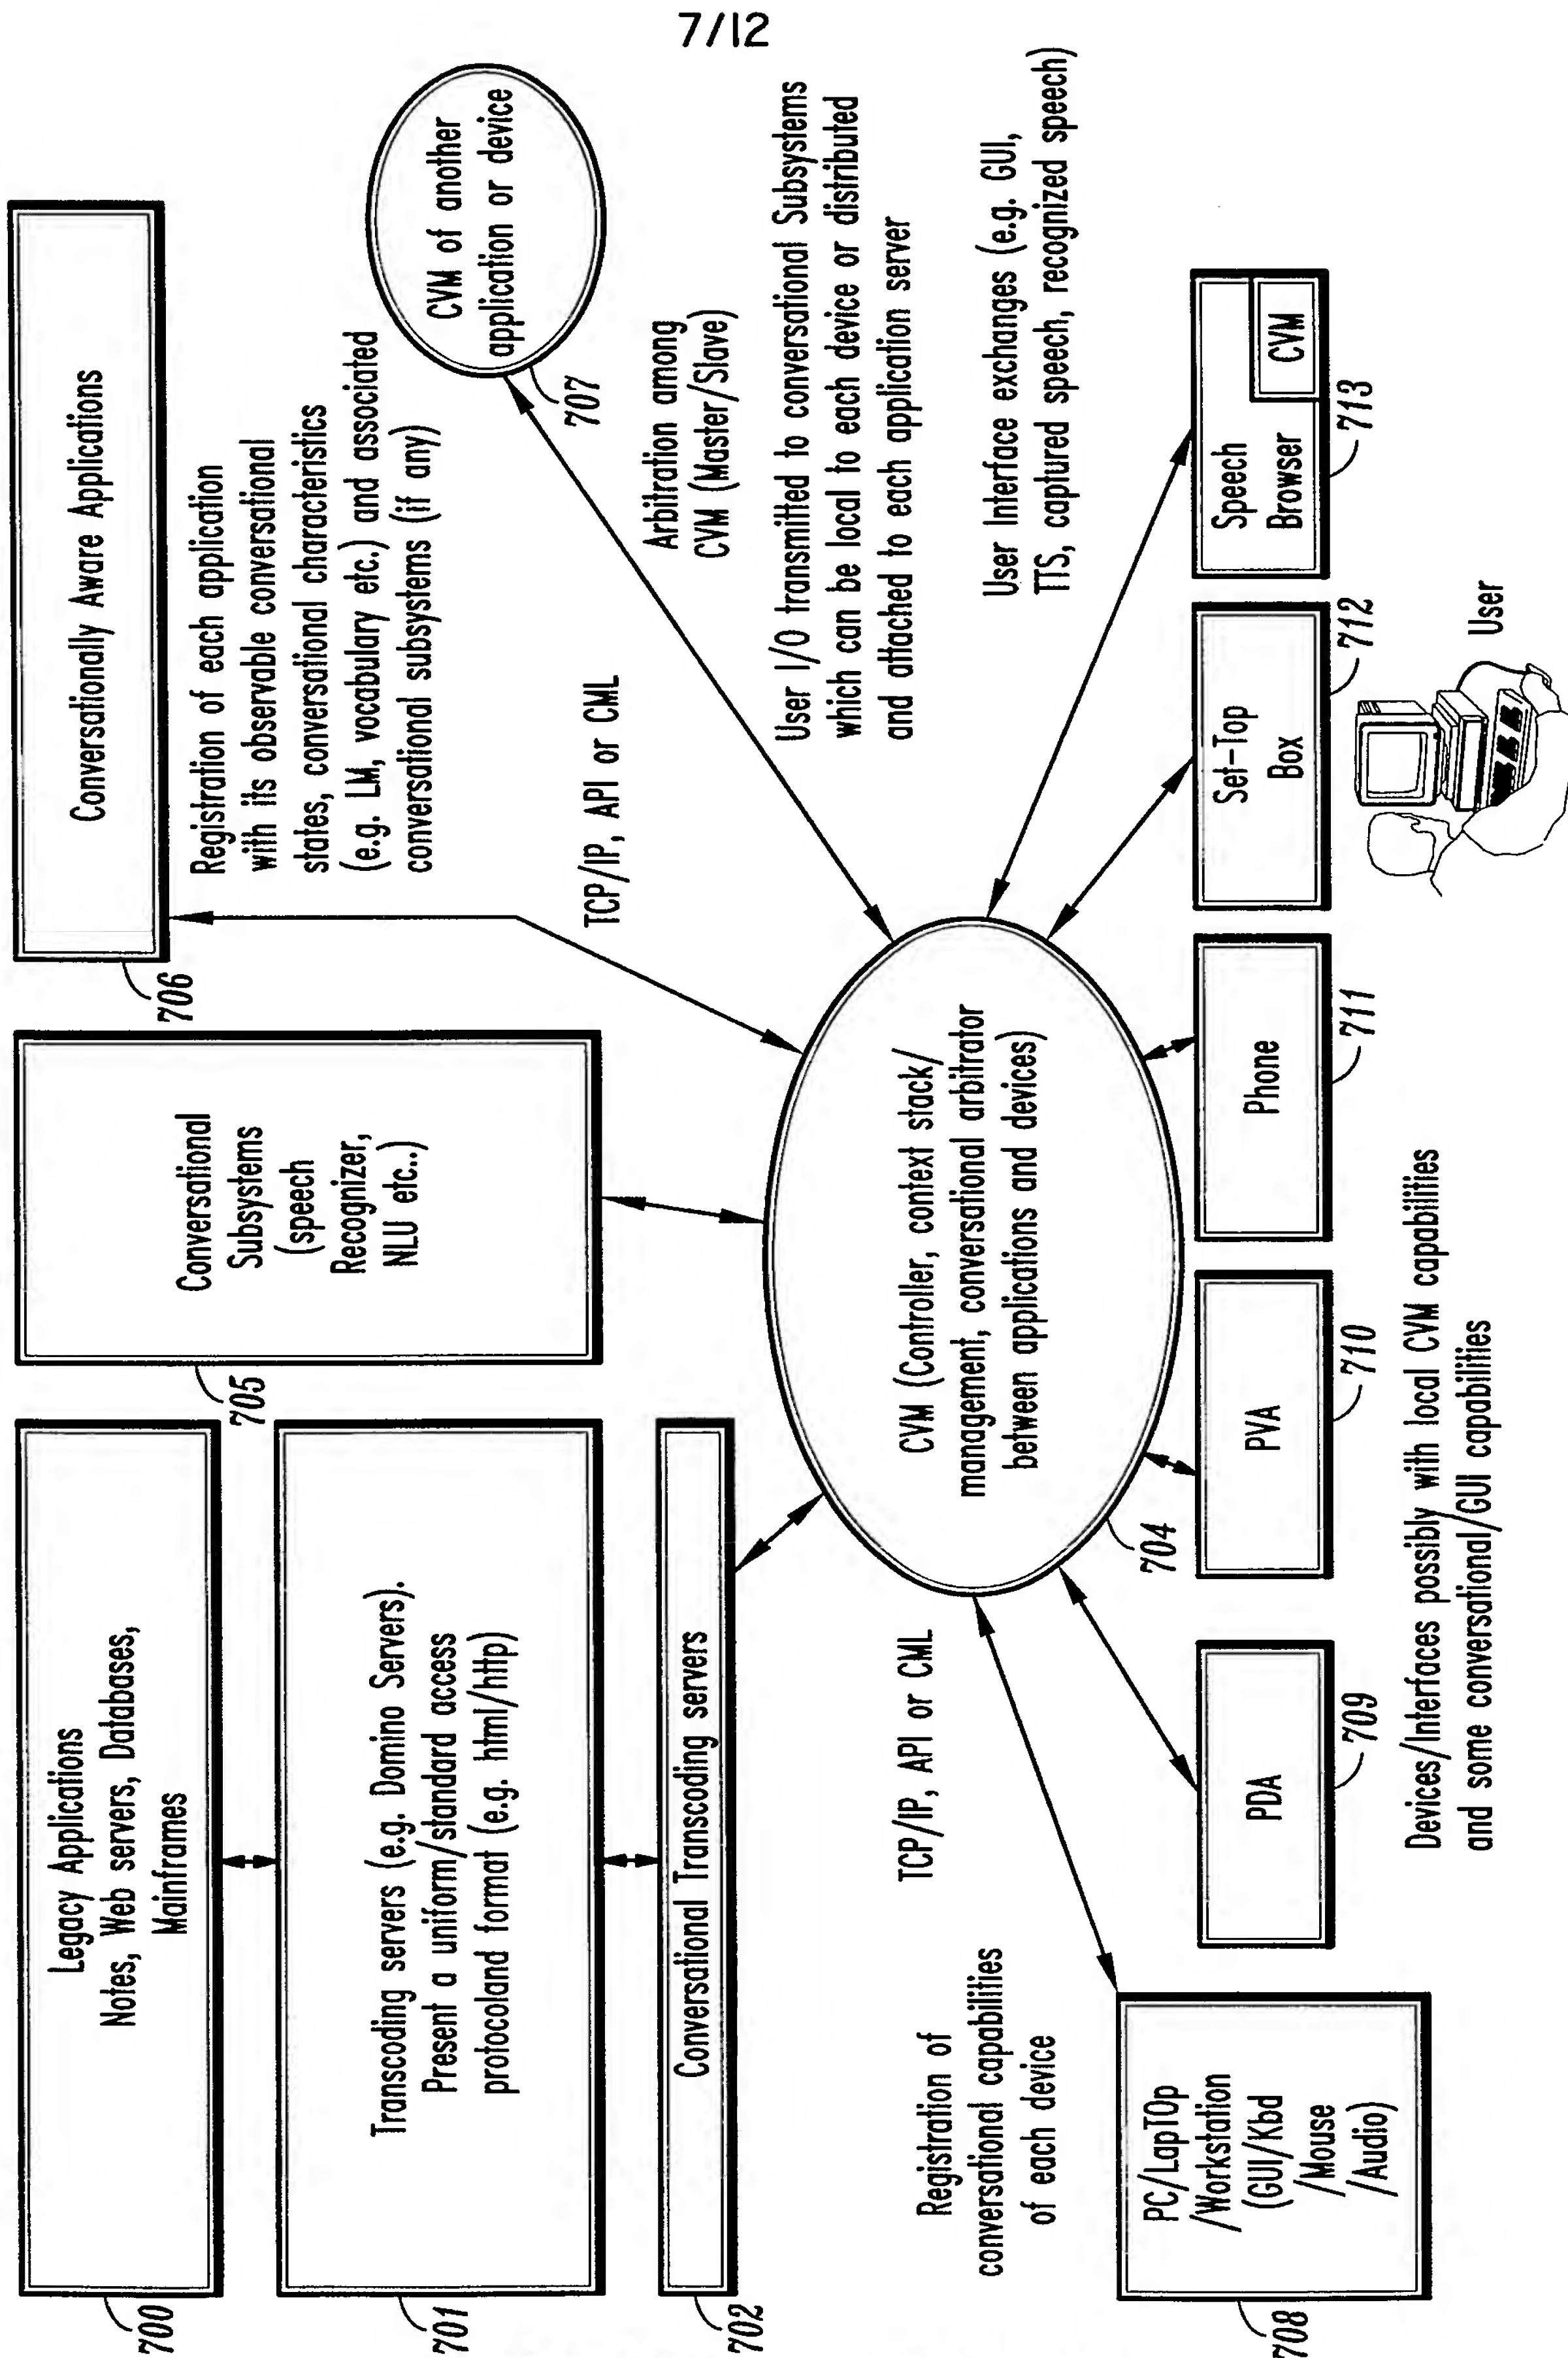 7/12
Legacy Applications
Notes, Web servers, Databases,
Mainframes
700
Transcoding servers (e.g. Domino Servers).
Present a uniform/standard access
protocoland format (e.g. html/http)
701
Conversational Transcoding servers
702
Conversational
Subsystems
(speech
Recognizer,
NLU etc..)
705
Conversationally Aware Applications
706
Registration of each application
with its observable conversational
states, conversational characteristics
(e.g. LM, vocabulary etc.) and associated
conversational subsystems (if any)
TCP/IP, API or CML
CVM of another
application or device
707
Arbitration among
CVM (Master/Slave)
User I/O transmitted to conversational Subsystems
which can be local to each device or distributed
and attached to each application server
User Interface exchanges (e.g. GUI,
TTS, captured speech, recognized speech)
CVM (Controller, context stack/
management, conversational arbitrator
between applications and devices)
704
TCP/IP, API or CML
Registration of
conversational capabilities
of each device
PC/LapTOp
/Workstation
(GUI/Kbd
/Mouse
/Audio)
708
PDA
709
PVA
710
Phone
711
Set-Top
Box
712
Speech
Browser
CVM
713
User
Devices/Interfaces possibly with local CVM capabilities
and some conversational/GUI capabilities